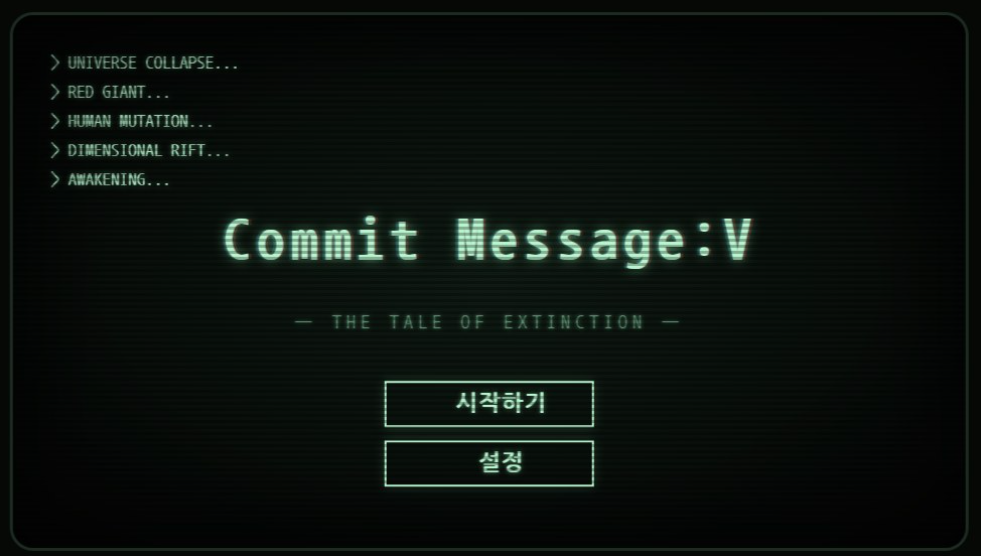 > UNIVERSE COLLAPSE...
> RED GIANT...
> HUMAN MUTATION...
> DIMENSIONAL RIFT...
> AWAKENING...
Commit Message:V
— THE TALE OF EXTINCTION —
시작하기
설정